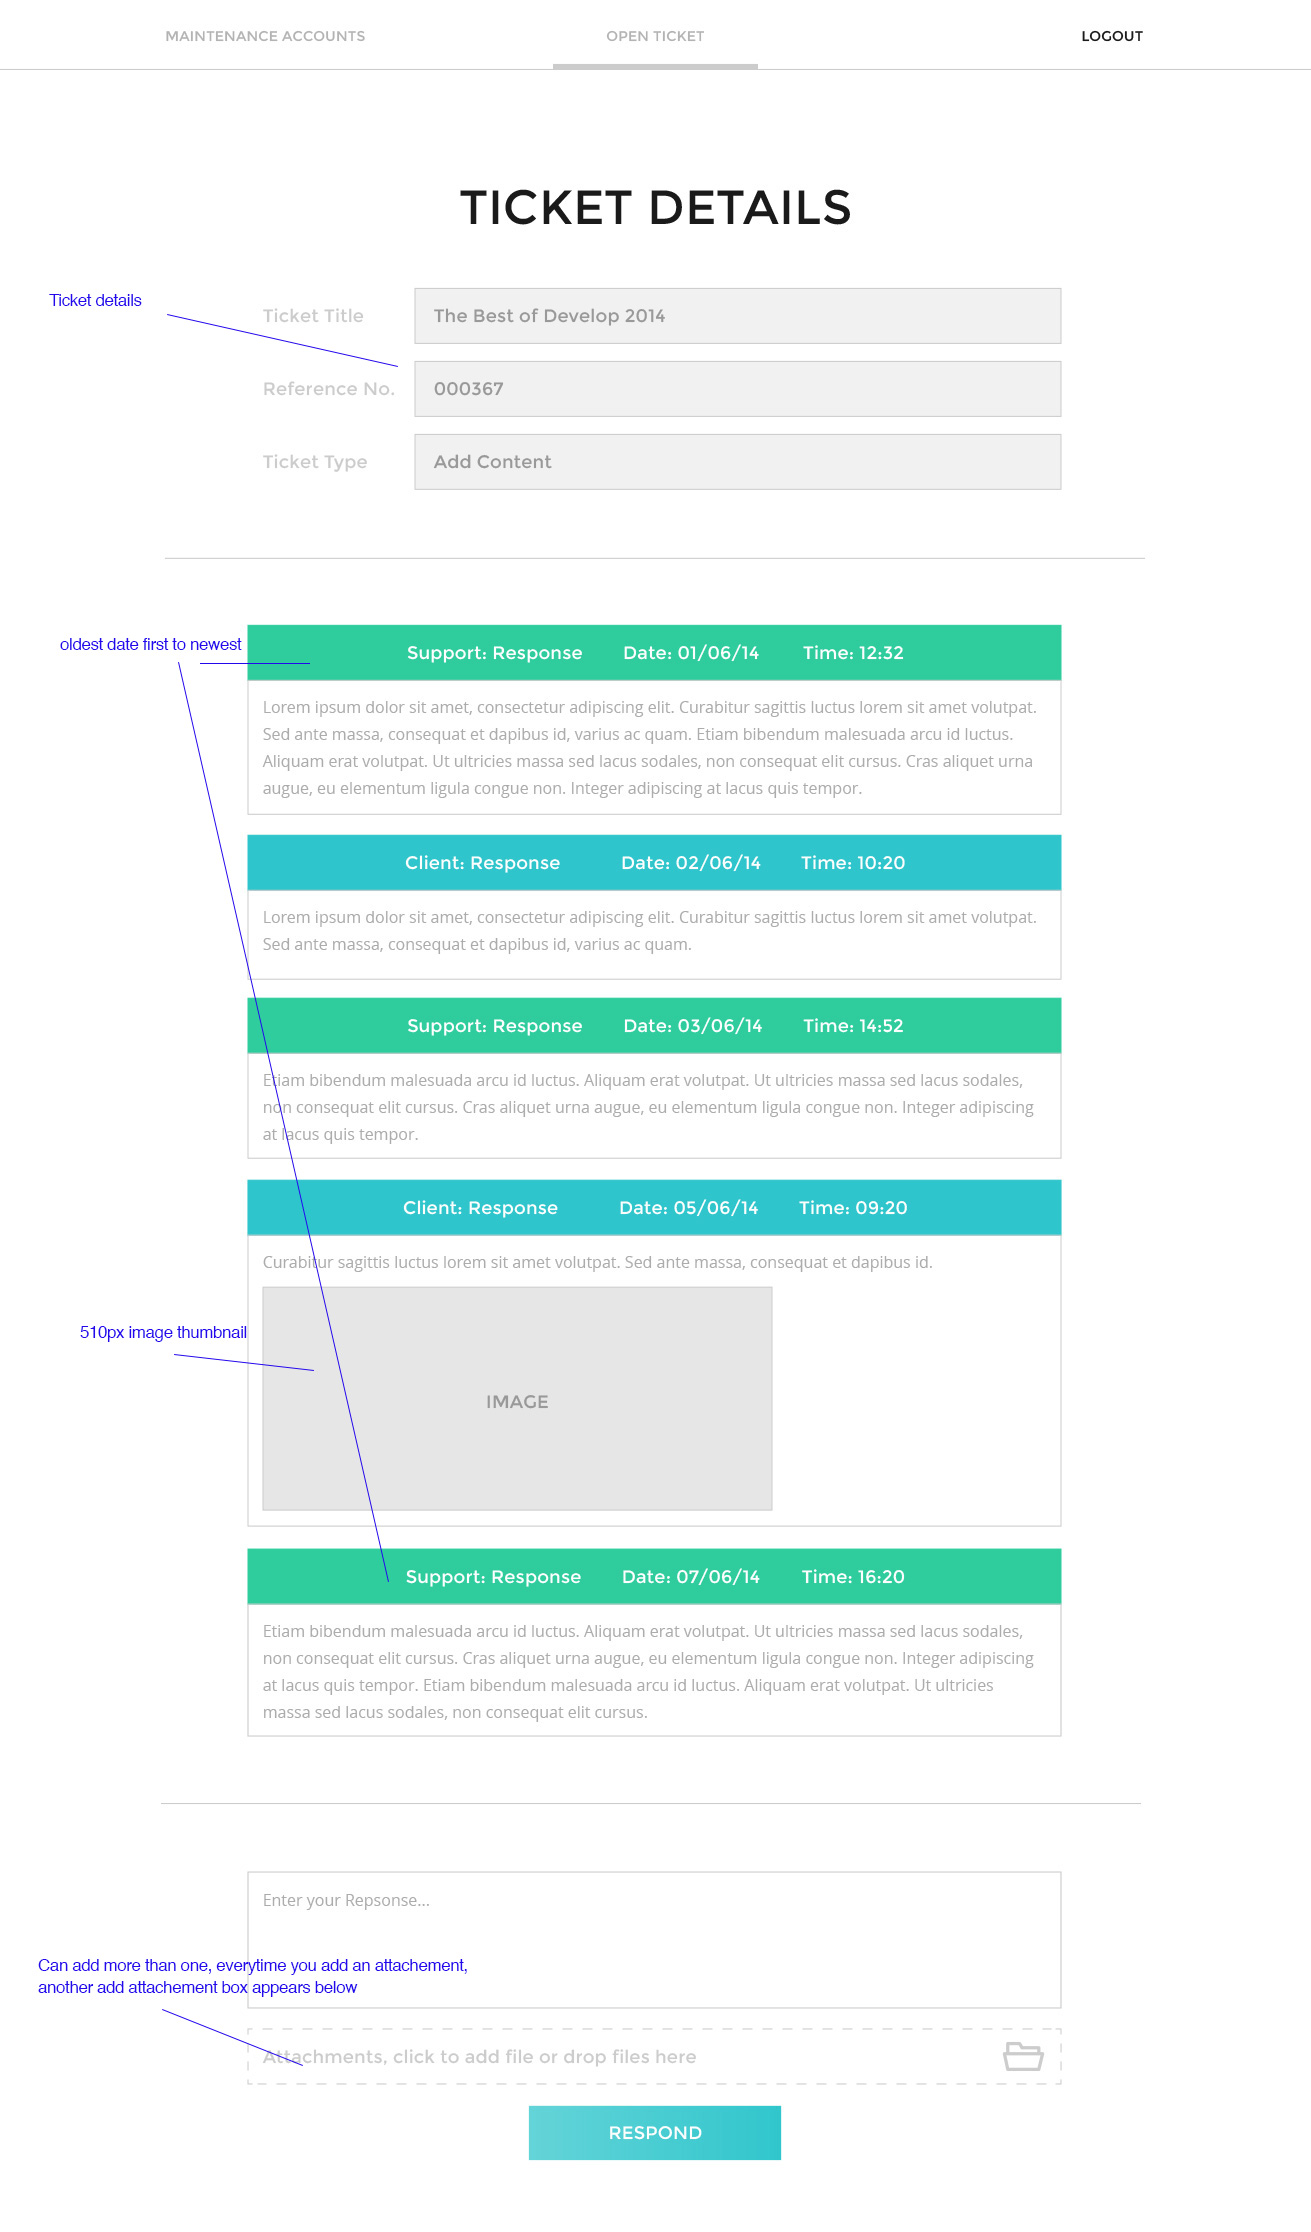 MAINTENANCE ACCOUNTS
OPEN TICKET
LOGOUT
TICKET DETAILS
Ticket details
Ticket Title
The Best of Develop 2014
Reference No.
000367
Ticket Type
Add Content
oldest date first to newest
Support: Response Date: 01/06/14 Time: 12:32
Lorem ipsum dolor sit amet, consectetur adipiscing elit. Curabitur sagittis luctus lorem sit amet volutpat.
Sed ante massa, consequat et dapibus id, varius ac quam. Etiam bibendum malesuada arcu id luctus.
Aliquam erat volutpat. Ut ultricies massa sed lacus sodales, non consequat elit cursus. Cras aliquet urna
augue, eu elementum ligula congue non. Integer adipiscing at lacus quis tempor.
Client: Response Date: 02/06/14 Time: 10:20
Lorem ipsum dolor sit amet, consectetur adipiscing elit. Curabitur sagittis luctus lorem sit amet volutpat.
Sed ante massa, consequat et dapibus id, varius ac quam.
Support: Response Date: 03/06/14 Time: 14:52
Etiam bibendum malesuada arcu id luctus. Aliquam erat volutpat. Ut ultricies massa sed lacus sodales,
non consequat elit cursus. Cras aliquet urna augue, eu elementum ligula congue non. Integer adipiscing
at lacus quis tempor.
Client: Response Date: 05/06/14 Time: 09:20
Curabitur sagittis luctus lorem sit amet volutpat. Sed ante massa, consequat et dapibus id.
510px image thumbnail
IMAGE
Support: Response Date: 07/06/14 Time: 16:20
Etiam bibendum malesuada arcu id luctus. Aliquam erat volutpat. Ut ultricies massa sed lacus sodales,
non consequat elit cursus. Cras aliquet urna augue, eu elementum ligula congue non. Integer adipiscing
at lacus quis tempor. Etiam bibendum malesuada arcu id luctus. Aliquam erat volutpat. Ut ultricies
massa sed lacus sodales, non consequat elit cursus.
Enter your Repsonse...
Can add more than one, everytime you add an attachement,
another add attachement box appears below
Attachments, click to add file or drop files here
RESPOND